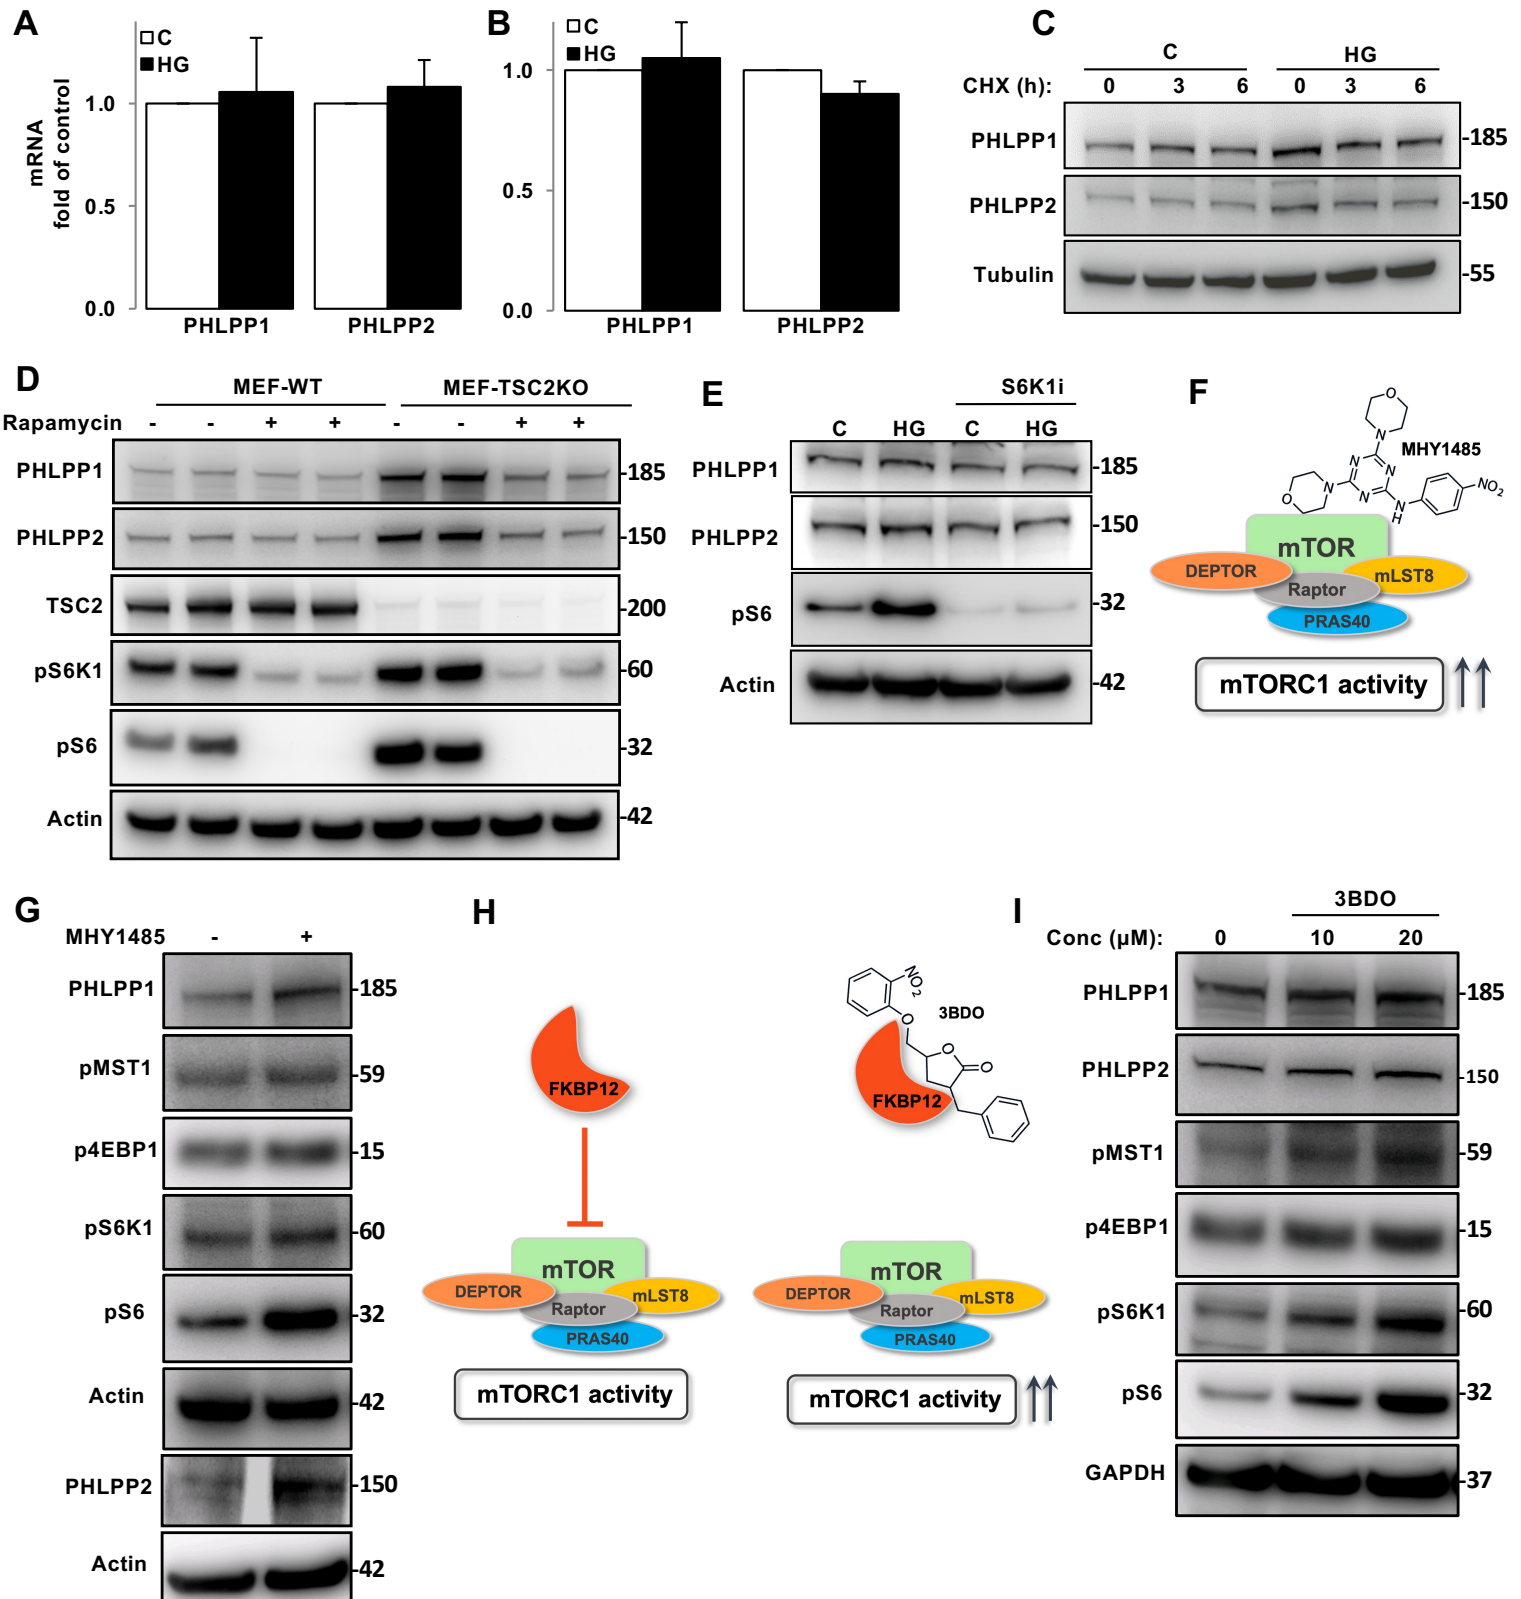 A
C
HG
mRNA
fold of control
1.0
0.5
0.0
PHLPP1 PHLPP2
B
C
HG
1.0
0.5
0.0
PHLPP1 PHLPP2
C
C HG
CHX (h): 0 3 6 0 3 6
PHLPP1 -185
PHLPP2 -150
Tubulin -55
D
MEF-WT MEF-TSC2KO
Rapamycin - - + + - - + +
PHLPP1 -185
PHLPP2 -150
TSC2 -200
pS6K1 -60
pS6 -32
Actin -42
E
S6K1i
C HG C HG
PHLPP1 -185
PHLPP2 -150
pS6 -32
Actin -42
F
O
N
MHY1485
N N
O N N N NO2
H
mTOR
DEPTOR mLST8
Raptor
PRAS40
mTORC1 activity
G
MHY1485 - +
PHLPP1 -185
pMST1 -59
p4EBP1 -15
pS6K1 -60
pS6 -32
Actin -42
PHLPP2 -150
Actin -42
H
FKBP12
mTOR
DEPTOR mLST8
Raptor
PRAS40
mTORC1 activity
NO2
O 3BDO
O
O
FKBP12
mTOR
DEPTOR mLST8
Raptor
PRAS40
mTORC1 activity
I
3BDO
Conc (µM): 0 10 20
PHLPP1 -185
PHLPP2 -150
pMST1 -59
p4EBP1 -15
pS6K1 -60
pS6 -32
GAPDH -37